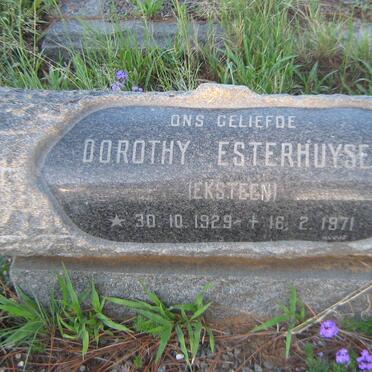 ONS GELIEFDE
DOROTHY ESTERHUYSE
(EKSTEEN)
★ 30.10.1929 - ✝ 16.2.1971